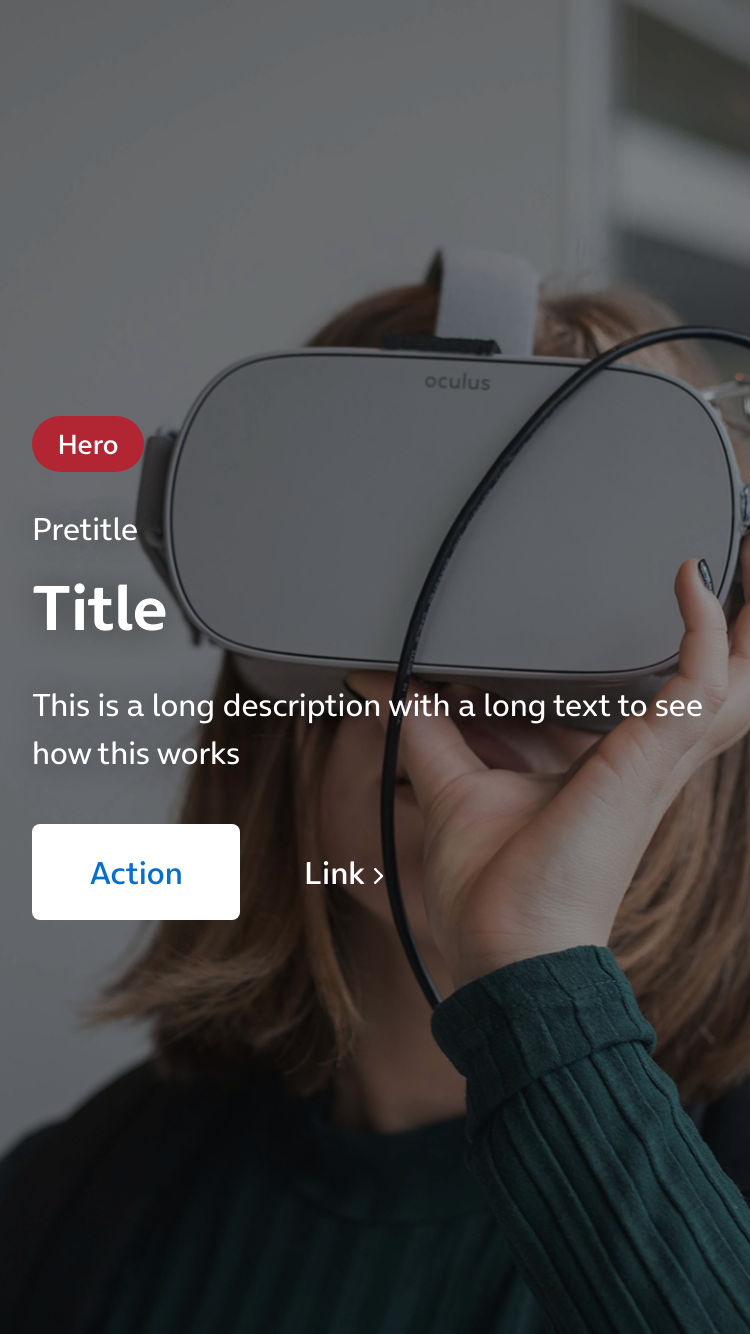 oculus
Hero
Pretitle
Title
This is a long description with a long text to see
how this works
Action
Link >